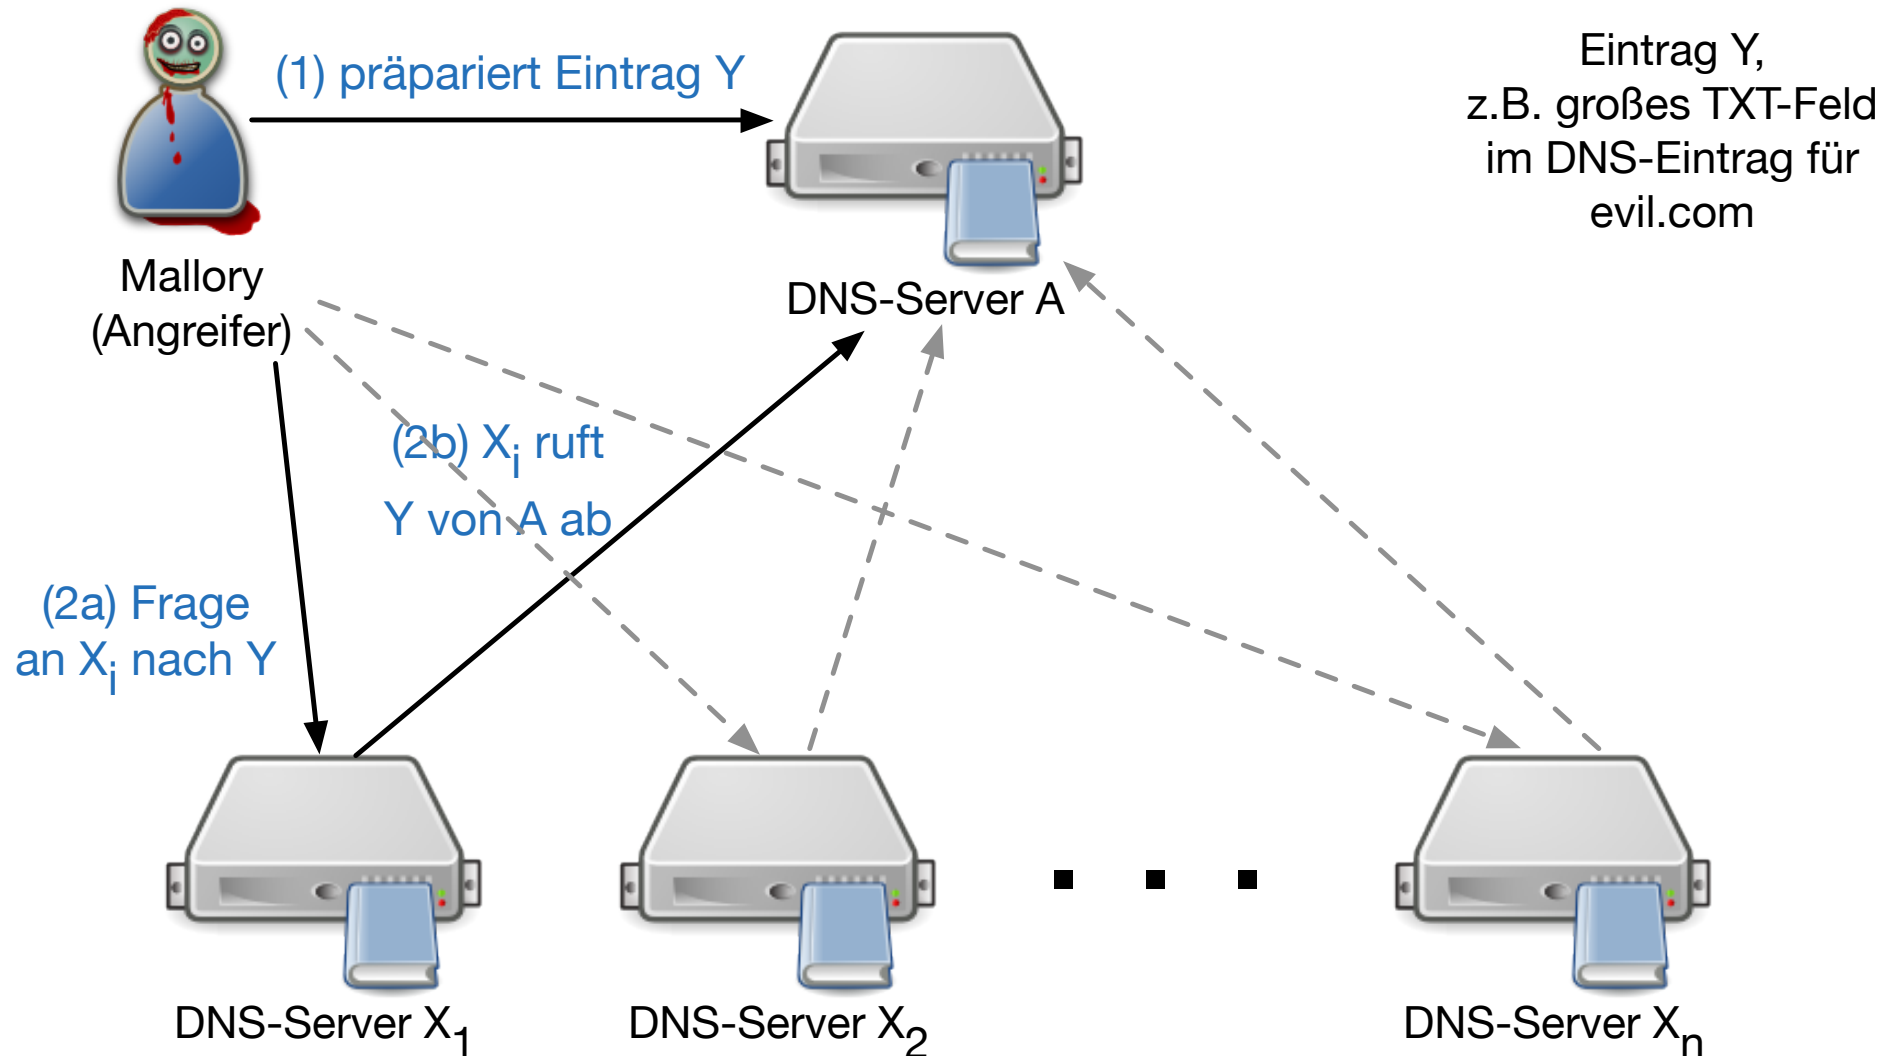 (1) präpariert Eintrag Y
Eintrag Y,
z.B. großes TXT-Feld
im DNS-Eintrag für
evil.com
Mallory
(Angreifer)
DNS-Server A
(2b) Xi ruft
Y von A ab
(2a) Frage
an Xi nach Y
DNS-Server X1
DNS-Server X2
DNS-Server Xn